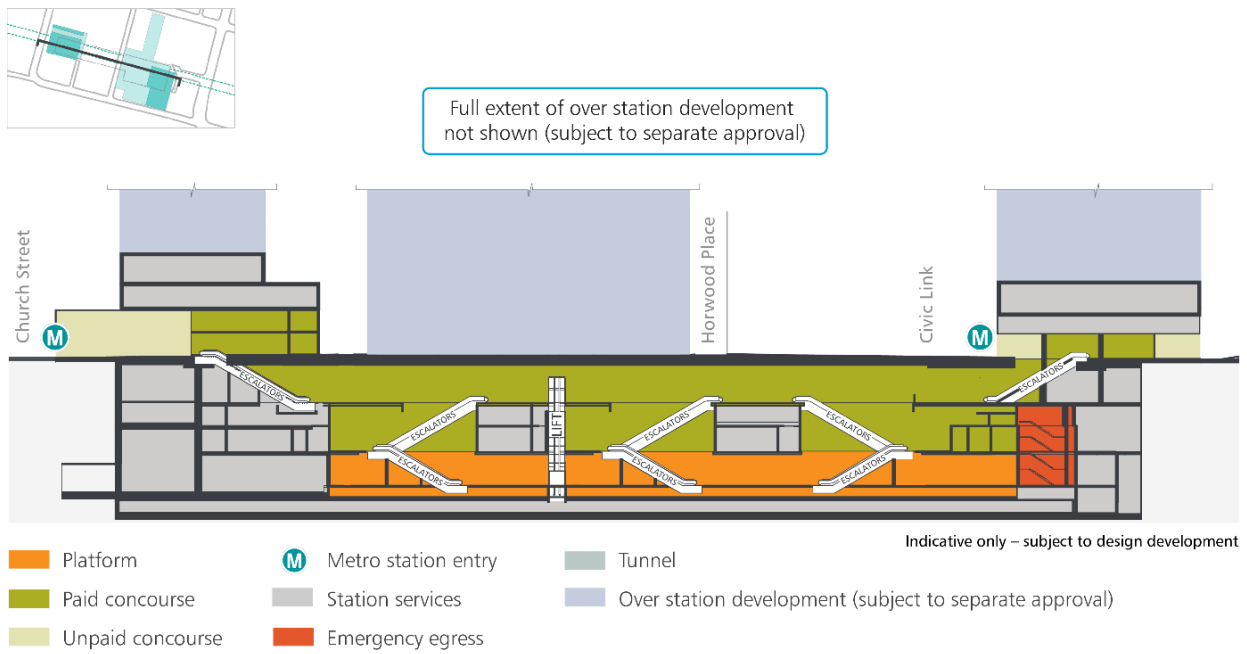 Full extent of over station development
not shown (subject to separate approval)
Church Street
Horwood Place
Civic Link
M
M
ESCALATORS
ESCALATORS
ESCALATORS
ESCALATORS
ESCALATORS
LIFT
ESCALATORS
ESCALATORS
ESCALATORS
Indicative only – subject to design development
Platform
M Metro station entry
Tunnel
Paid concourse
Station services
Over station development (subject to separate approval)
Unpaid concourse
Emergency egress